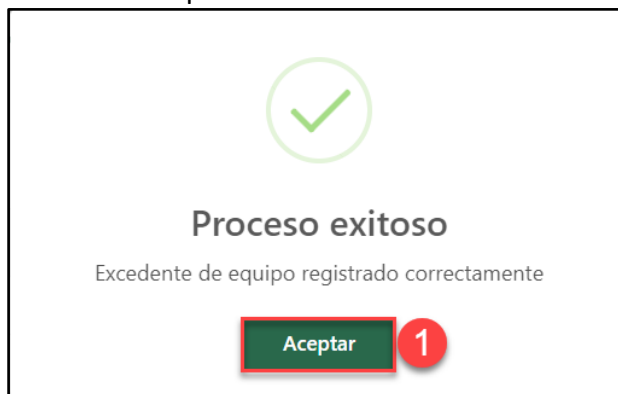 Proceso exitoso
Excedente de equipo registrado correctamente
Aceptar 1